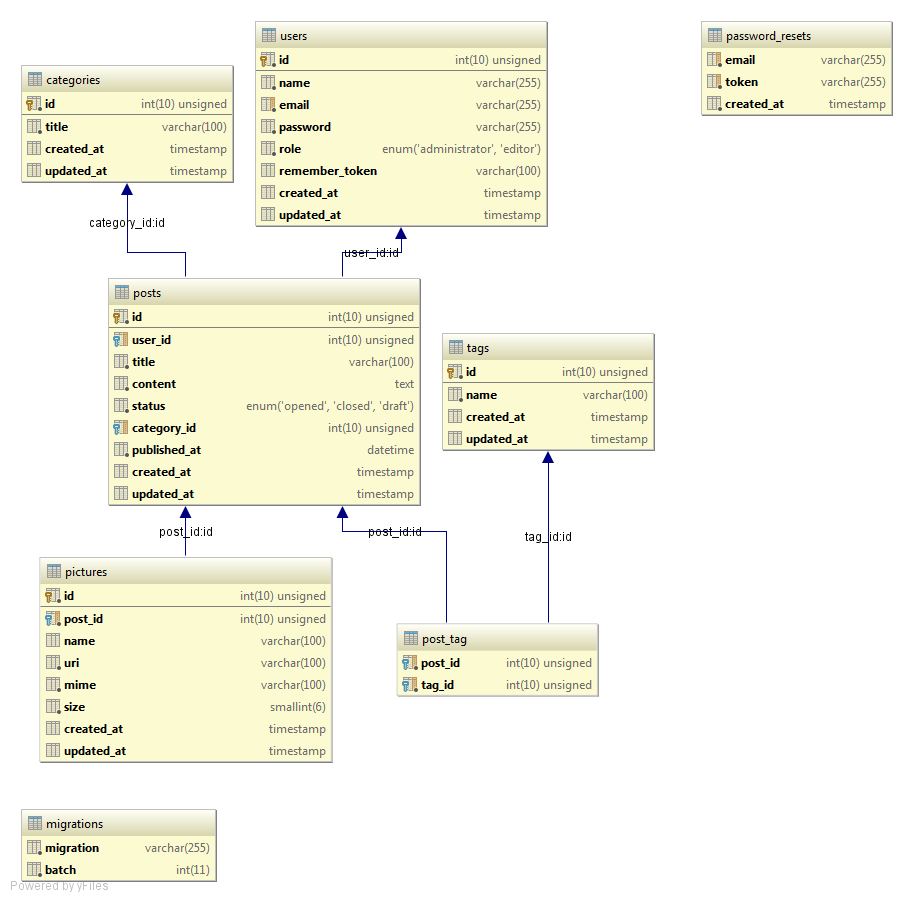 users
id int(10) unsigned
name varchar(255)
email varchar(255)
password varchar(255)
role enum('administrator', 'editor')
remember_token varchar(100)
created_at timestamp
updated_at timestamp
password_resets
email varchar(255)
token varchar(255)
created_at timestamp
categories
id int(10) unsigned
title varchar(100)
created_at timestamp
updated_at timestamp
category_id:id
user_id:id
posts
id int(10) unsigned
user_id int(10) unsigned
title varchar(100)
content text
status enum('opened', 'closed', 'draft')
category_id int(10) unsigned
published_at datetime
created_at timestamp
updated_at timestamp
tags
id int(10) unsigned
name varchar(100)
created_at timestamp
updated_at timestamp
post_id:id
post_id:id
tag_id:id
pictures
id int(10) unsigned
post_id int(10) unsigned
name varchar(100)
uri varchar(100)
mime varchar(100)
size smallint(6)
created_at timestamp
updated_at timestamp
post_tag
post_id int(10) unsigned
tag_id int(10) unsigned
migrations
migration varchar(255)
batch int(11)
Powered by yFiles